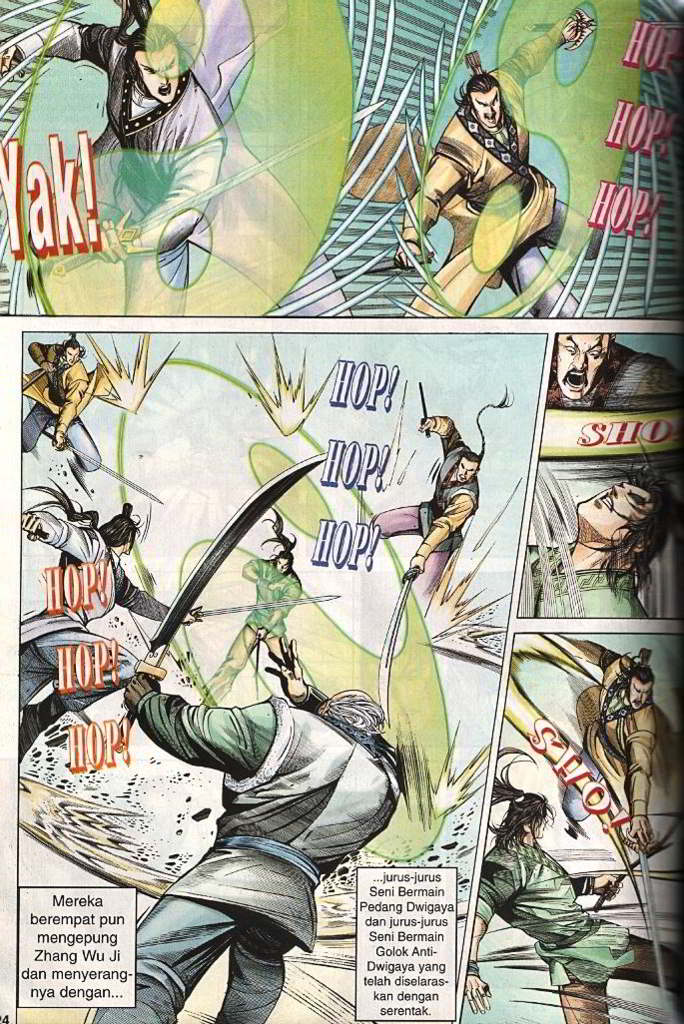 Yak!
HOP!
HOP!
HOP!
HOP!
HOP!
HOP!
HOP!
HOP!
HOP!
SHO
SHO!
Mereka
berempat pun
mengepung
Zhang Wu Ji
dan menyerang-
nya dengan...
...jurus-jurus
Seni Bermain
Pedang Dwigaya
dan jurus-jurus
Seni Bermain
Golok Anti-
Dwigaya yang
telah diselaras-
kan dengan
serentak.